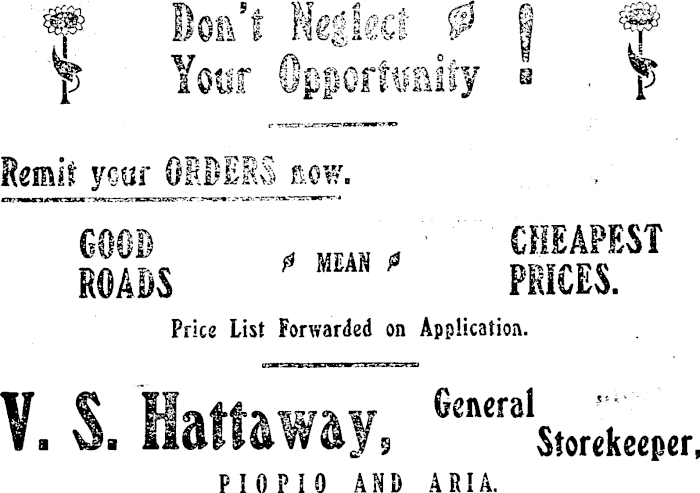 Don't Neglect
Your Opportunity !
Remit your ORDERS now.
GOOD
ROADS
MEAN
CHEAPEST
PRICES.
Price List Forwarded on Application.
V. S. Hattaway,
General
Storekeeper,
PIOPIO AND ARIA.